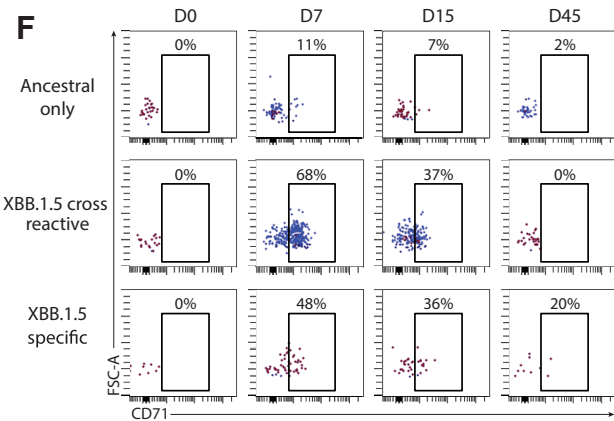 F
D0 D7 D15 D45
Ancestral
only
0% 11% 7% 2%
XBB.1.5 cross
reactive
0% 68% 37% 0%
XBB.1.5
specific
0% 48% 36% 20%
FSC-A
CD71